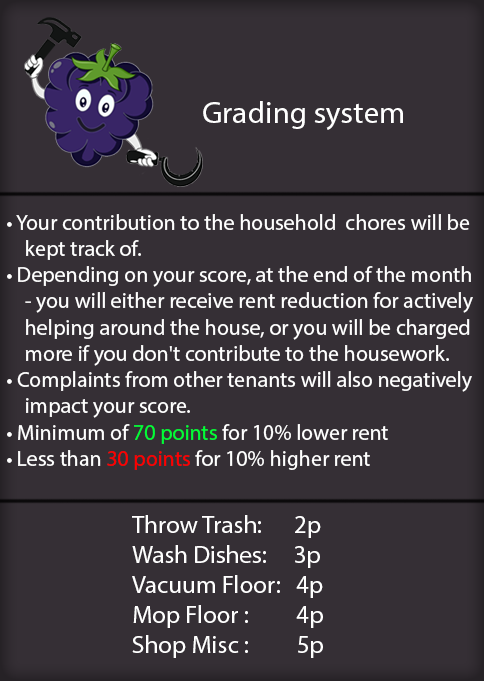 Grading system
• Your contribution to the household  chores will be
kept track of.
• Depending on your score, at the end of the month
- you will either receive rent reduction for actively
helping around the house, or you will be charged
more if you don't contribute to the housework.
• Complaints from other tenants will also negatively
impact your score.
• Minimum of 70 points for 10% lower rent
• Less than 30 points for 10% higher rent
Throw Trash: 2p
Wash Dishes: 3p
Vacuum Floor: 4p
Mop Floor : 4p
Shop Misc : 5p